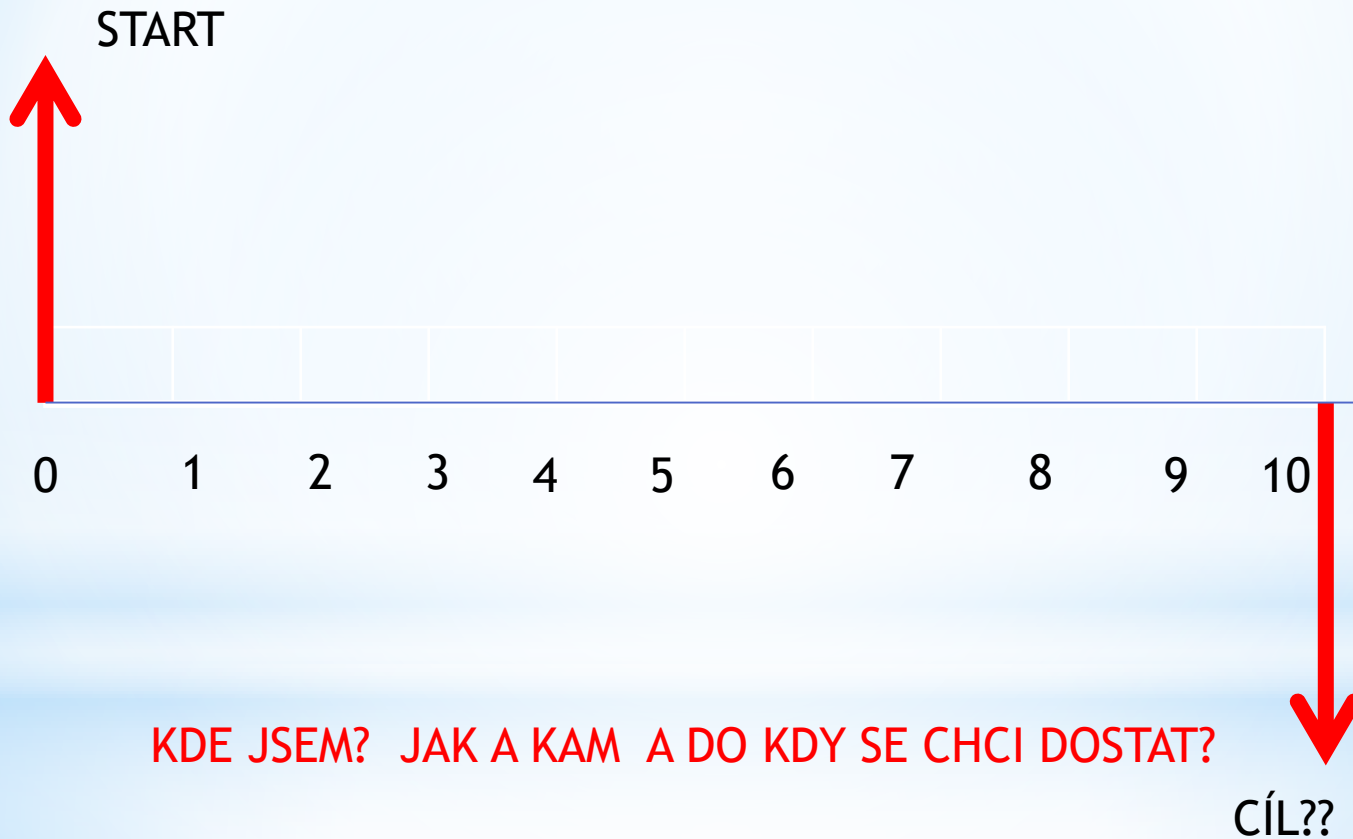 START
0 1 2 3 4 5 6 7 8 9 10
KDE JSEM? JAK A KAM A DO KDY SE CHCI DOSTAT?
CÍL??